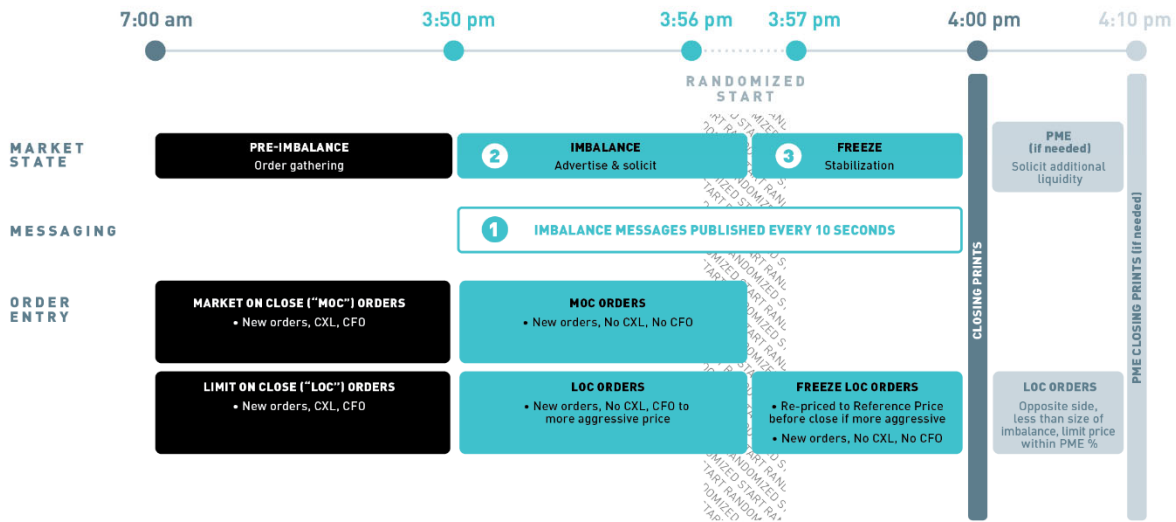 7:00 am
3:50 pm
3:56 pm
3:57 pm
4:00 pm
4:10 pm
RANDOMIZED
START
MARKET
STATE
PRE-IMBALANCE
Order gathering
2
IMBALANCE
Advertise & solicit
3
FREEZE
Stabilization
PME
(if needed)
Solicit additional
liquidity
MESSAGING
1 IMBALANCE MESSAGES PUBLISHED EVERY 10 SECONDS
ORDER
ENTRY
MARKET ON CLOSE (“MOC”) ORDERS
• New orders, CXL, CFO
MOC ORDERS
• New orders, No CXL, No CFO
LIMIT ON CLOSE (“LOC”) ORDERS
• New orders, CXL, CFO
LOC ORDERS
• New orders, No CXL, CFO to
more aggressive price
FREEZE LOC ORDERS
• Re-priced to Reference Price
before close if more aggressive
• New orders, No CXL, No CFO
LOC ORDERS
Opposite side,
less than size of
imbalance, limit price
within PME %
CLOSING PRINTS
PME CLOSING PRINTS (if needed)